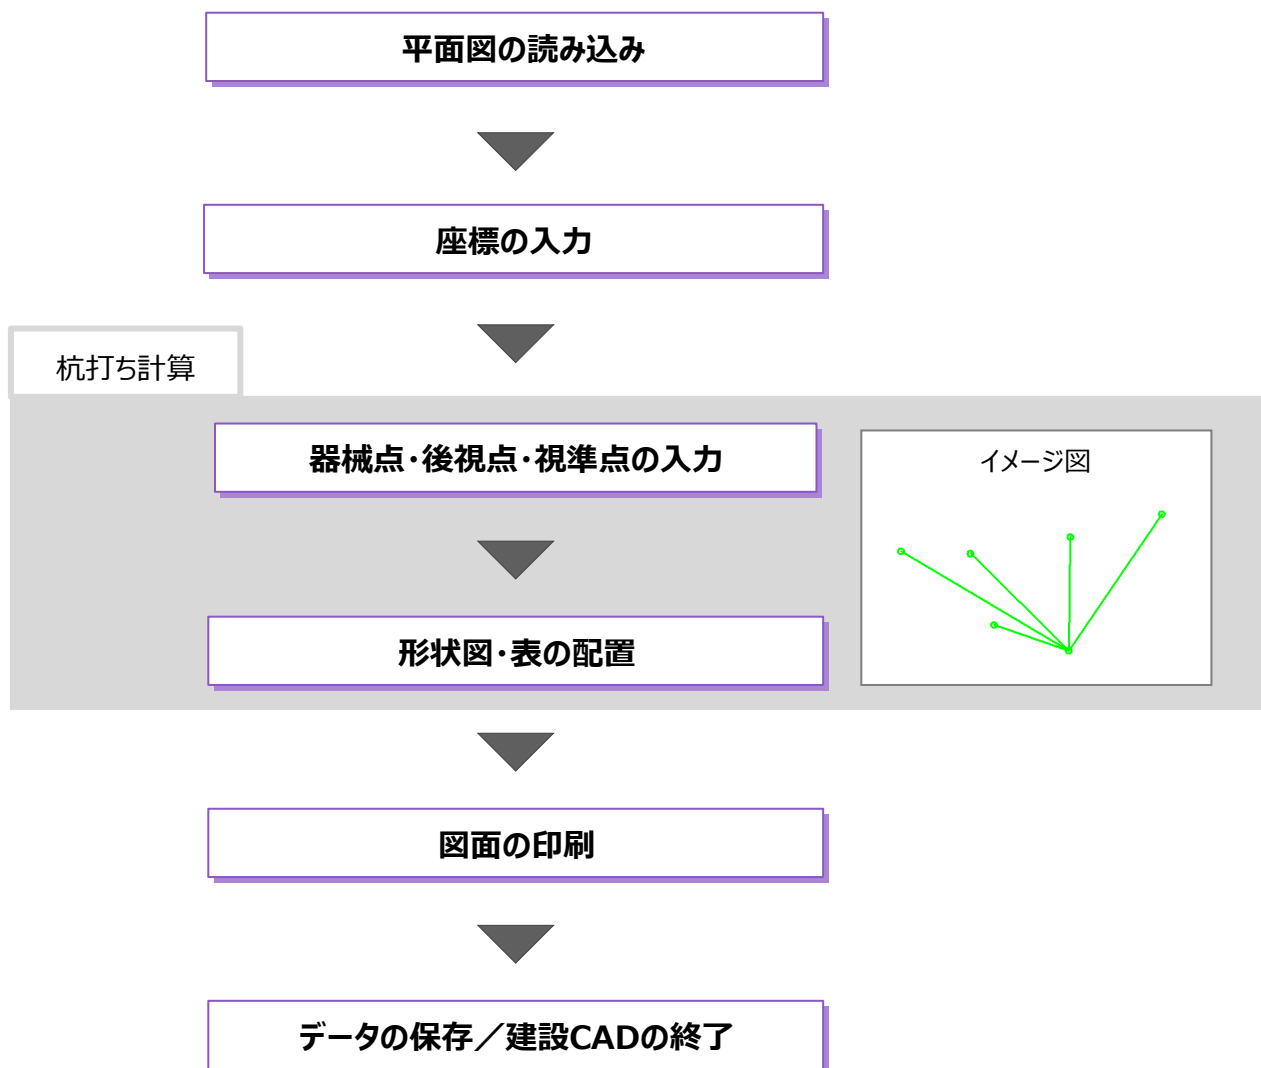 平面図の読み込み
座標の入力
杭打ち計算
器械点・後視点・視準点の入力
イメージ図
形状図・表の配置
図面の印刷
データの保存／建設CADの終了